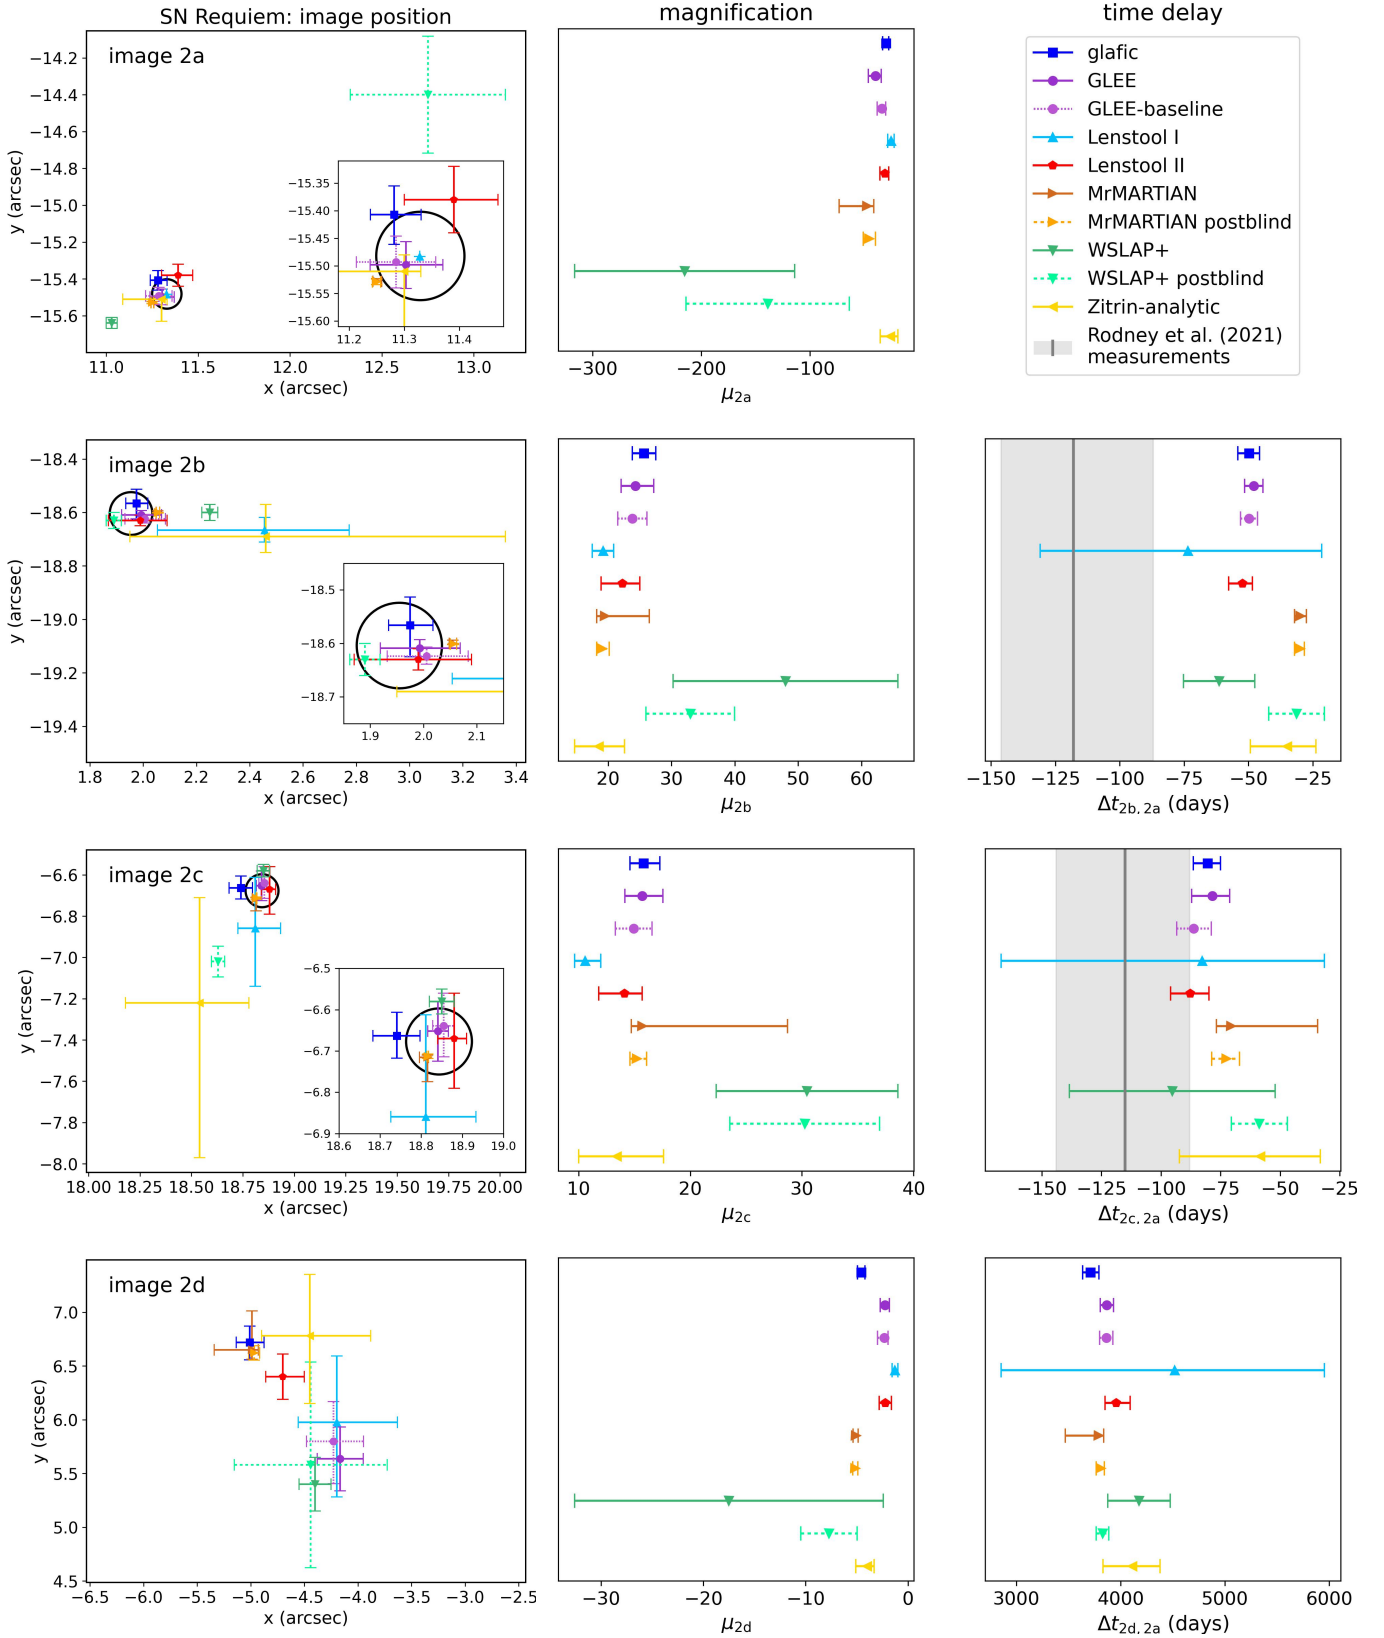 SN Requiem: image position
magnification
time delay
image 2a
y (arcsec)
−14.2
−14.4
−14.6
−14.8
−15.0
−15.2
−15.4
−15.6
−15.35
−15.40
−15.45
−15.50
−15.55
−15.60
11.2 11.3 11.4
11.0 11.5 12.0 12.5 13.0
x (arcsec)
−300 −200 −100
μ2a
glafic
GLEE
GLEE-baseline
Lenstool I
Lenstool II
MrMARTIAN
MrMARTIAN postblind
WSLAP+
WSLAP+ postblind
Zitrin-analytic
Rodney et al. (2021)
measurements
image 2b
y (arcsec)
−18.4
−18.6
−18.8
−19.0
−19.2
−19.4
−18.5
−18.6
−18.7
1.9 2.0 2.1
1.8 2.0 2.2 2.4 2.6 2.8 3.0 3.2 3.4
x (arcsec)
20 30 40 50 60
μ2b
−150 −125 −100 −75 −50 −25
Δt2b, 2a (days)
image 2c
y (arcsec)
−6.6
−6.8
−7.0
−7.2
−7.4
−7.6
−7.8
−8.0
−6.5
−6.6
−6.7
−6.8
−6.9
18.6 18.7 18.8 18.9 19.0
18.00 18.25 18.50 18.75 19.00 19.25 19.50 19.75 20.00
x (arcsec)
10 20 30 40
μ2c
−150 −125 −100 −75 −50 −25
Δt2c, 2a (days)
image 2d
y (arcsec)
7.0
6.5
6.0
5.5
5.0
4.5
−6.5 −6.0 −5.5 −5.0 −4.5 −4.0 −3.5 −3.0 −2.5
x (arcsec)
−30 −20 −10 0
μ2d
3000 4000 5000 6000
Δt2d, 2a (days)